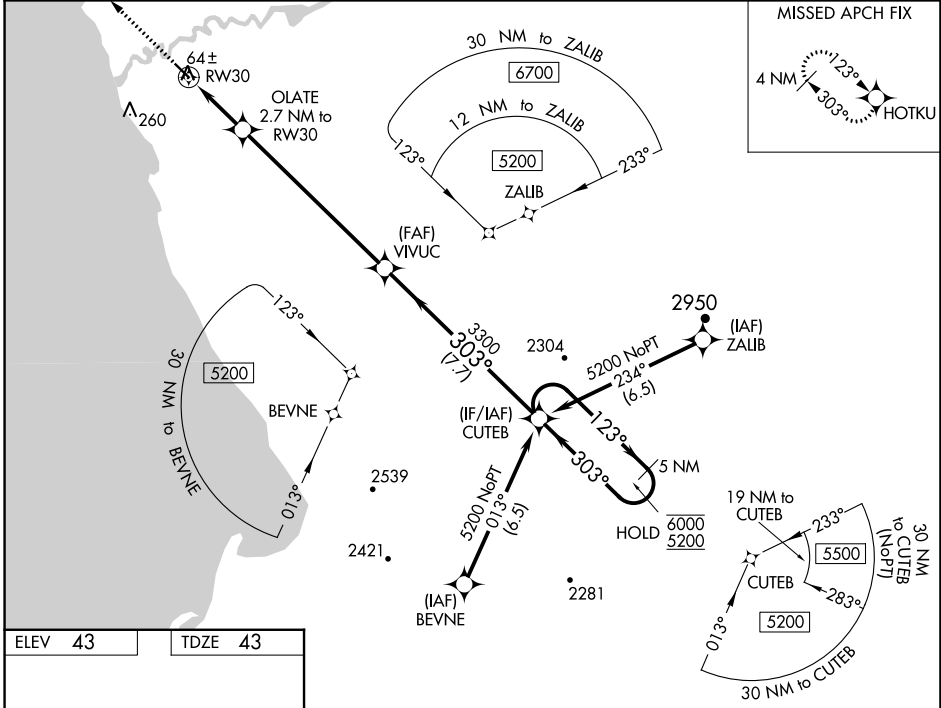 MISSED APCH FIX
4 NM
123°
303°
HOTKU
64±
RW30
260
OLATE
2.7 NM to
RW30
30 NM to ZALIB
6700
12 NM to ZALIB
5200
123°
233°
ZALIB
(FAF)
VIVUC
3300
303°
(7.7)
2304
2950
(IAF)
ZALIB
5200 NoPT
234°
(6.5)
(IF/IAF)
CUTEB
123°
303°
5 NM
HOLD
6000
5200
123°
5200
30 NM to BEVNE
BEVNE
013°
2539
2421
5200 NoPT
013°
(6.5)
(IAF)
BEVNE
2281
19 NM to
CUTEB
233°
5500
30 NM
to CUTEB
(NoPT)
CUTEB
283°
013°
5200
30 NM to CUTEB
ELEV 43
TDZE 43